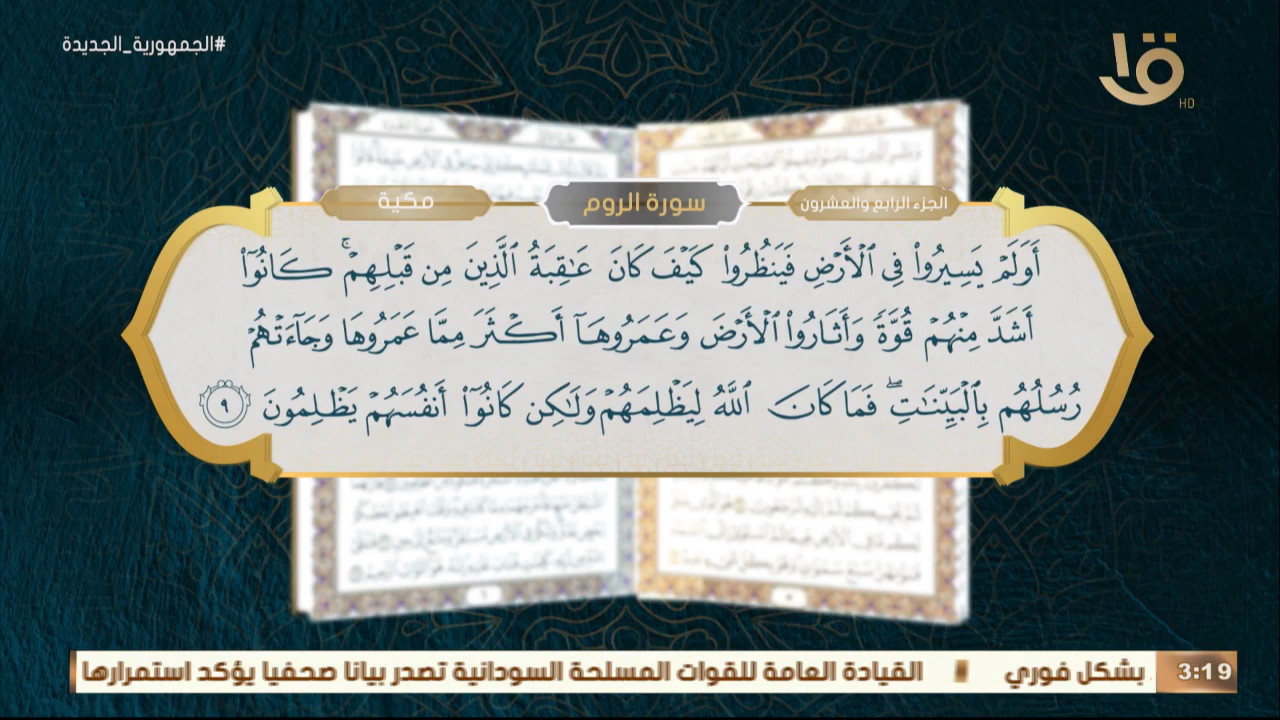 #الجمهورية_الجديدة
HD
الجزء الرابع والعشرون
سورة الروم
مكية
أَوَلَمْ يَسِيرُوا۟ فِى ٱلْأَرْضِ فَيَنظُرُوا۟ كَيْفَ كَانَ عَـٰقِبَةُ ٱلَّذِينَ مِن قَبْلِهِمْ ۚ كَانُوٓا۟
أَشَدَّ مِنْهُمْ قُوَّةً وَأَثَارُوا۟ ٱلْأَرْضَ وَعَمَرُوهَآ أَكْثَرَ مِمَّا عَمَرُوهَا وَجَآءَتْهُمْ
رُسُلُهُم بِٱلْبَيِّنَـٰتِ ۖ فَمَا كَانَ ٱللَّهُ لِيَظْلِمَهُمْ وَلَـٰكِن كَانُوٓا۟ أَنفُسَهُمْ يَظْلِمُونَ ٩
3:19 بشكل فوري القيادة العامة للقوات المسلحة السودانية تصدر بيانا صحفيا يؤكد استمرارها